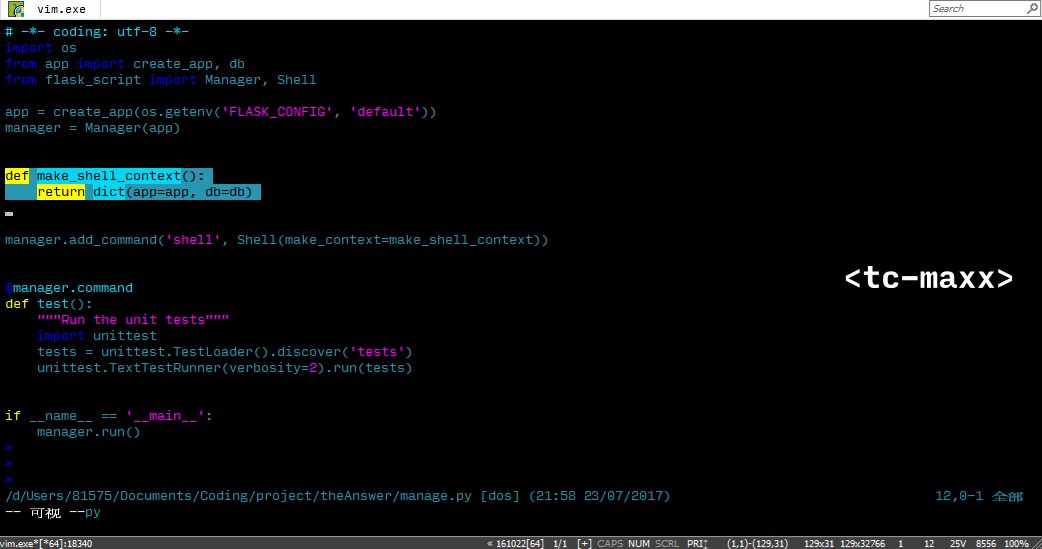 vim.exe
Search
# -*- coding: utf-8 -*-
import os
from app import create_app, db
from flask_script import Manager, Shell
app = create_app(os.getenv('FLASK_CONFIG', 'default'))
manager = Manager(app)
def make_shell_context():
    return dict(app=app, db=db)
manager.add_command('shell', Shell(make_context=make_shell_context))
<tc-maxx>
@manager.command
def test():
    """Run the unit tests"""
    import unittest
    tests = unittest.TestLoader().discover('tests')
    unittest.TextTestRunner(verbosity=2).run(tests)
if __name__ == '__main__':
    manager.run()
~
~
~
/d/Users/81575/Documents/Coding/project/theAnswer/manage.py [dos] (21:58 23/07/2017) 12,0-1 全部
-- 可视 --py
vim.exe*[*64]:18340 « 161022[64] 1/1 [+] CAPS NUM SCRL PRI↕ (1,1)-(129,31) 129x31 129x32766 1 12 25V 8556 100%